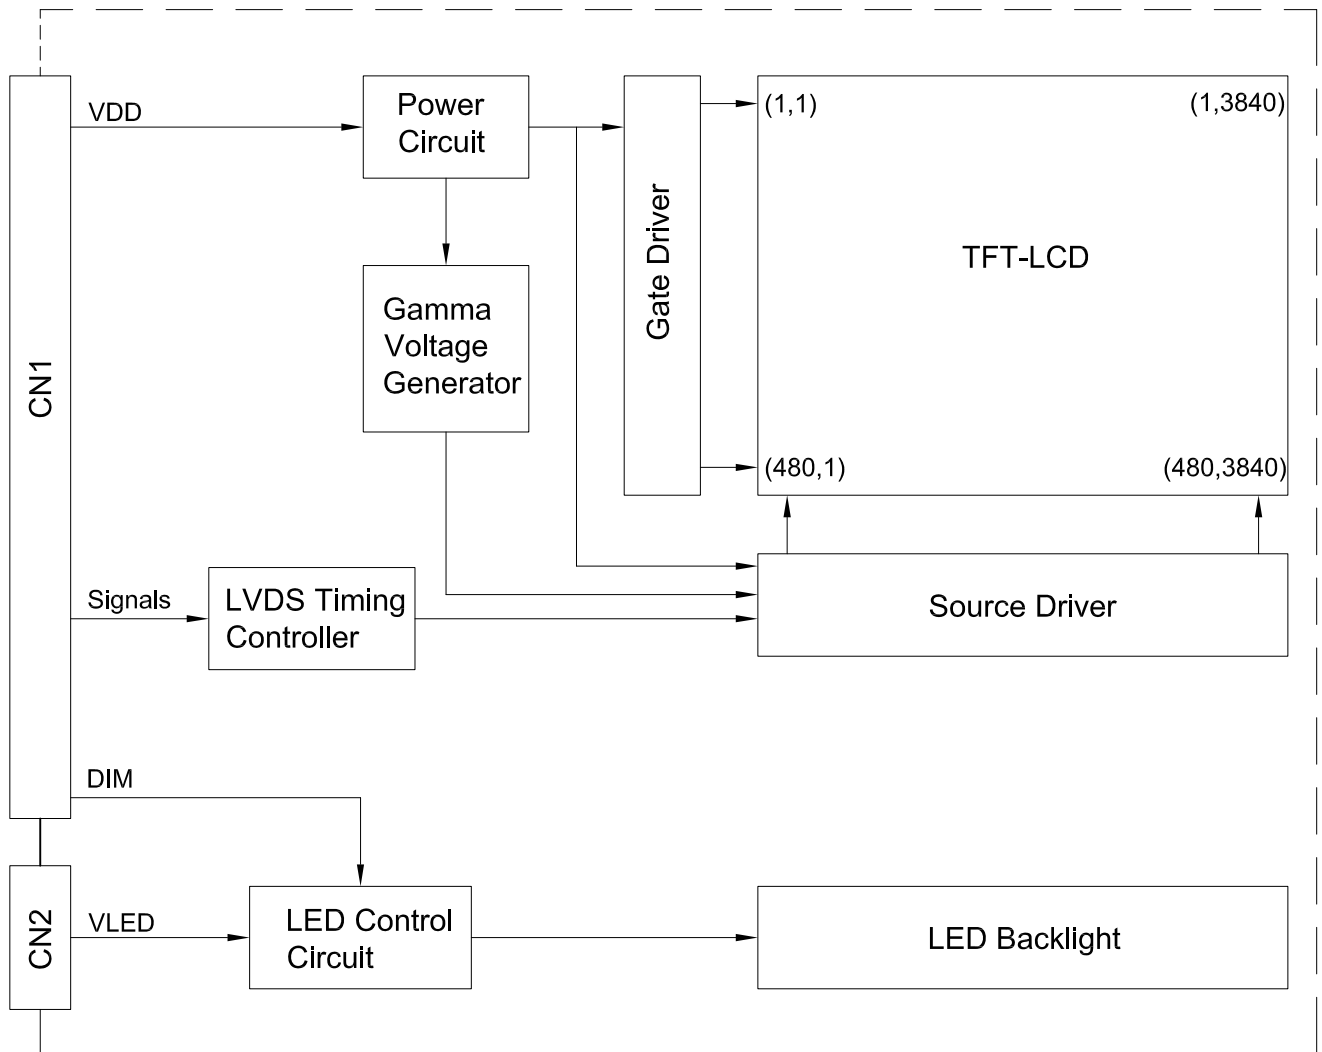 CN1
VDD
Power
Circuit
Gamma
Voltage
Generator
Gate Driver
(1,1)
(1,3840)
TFT-LCD
(480,1)
(480,3840)
Signals
LVDS Timing
Controller
Source Driver
DIM
CN2
VLED
LED Control
Circuit
LED Backlight